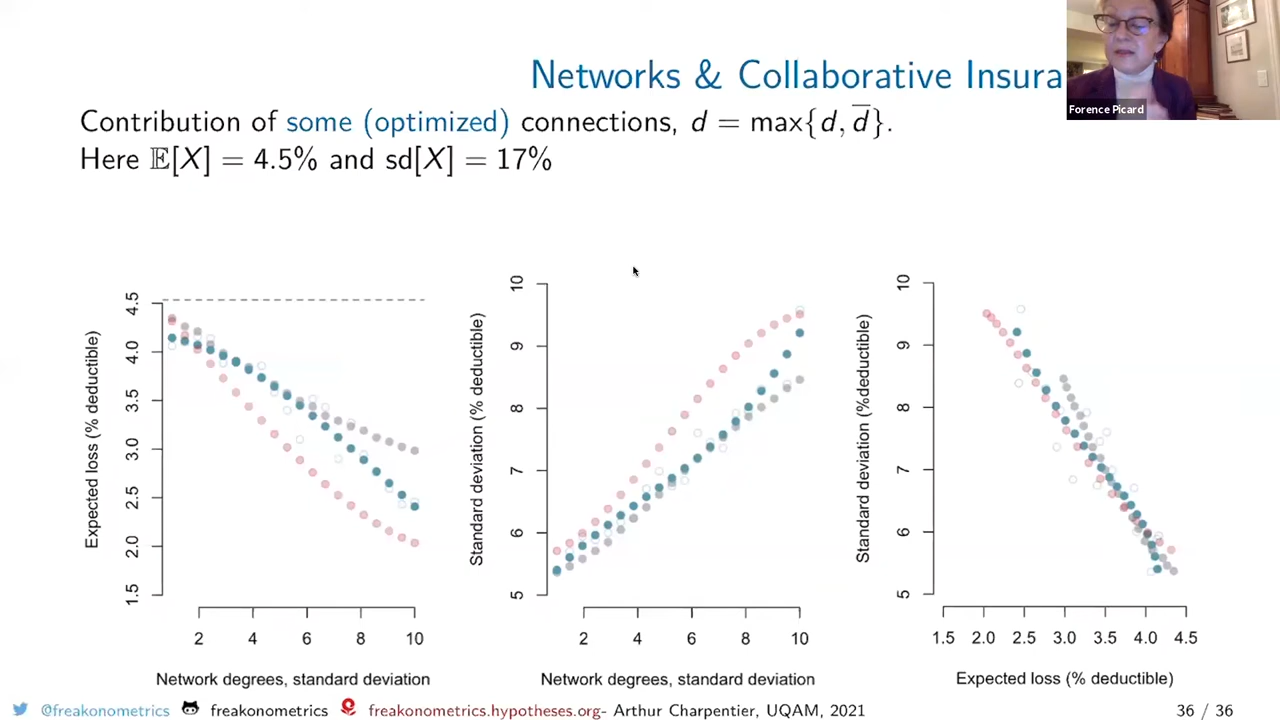 Networks & Collaborative Insura
Forence Picard
Contribution of some (optimized) connections, d = max{d, d̅}.
Here 𝔼[X] = 4.5% and sd[X] = 17%
Expected loss (% deductible)
1.5 2.0 2.5 3.0 3.5 4.0 4.5
2 4 6 8 10
Network degrees, standard deviation
Standard deviation (% deductible)
5 6 7 8 9 10
2 4 6 8 10
Network degrees, standard deviation
Standard deviation (%deductible)
5 6 7 8 9 10
1.5 2.0 2.5 3.0 3.5 4.0 4.5
Expected loss (% deductible)
@freakonometrics freakonometrics freakonometrics.hypotheses.org- Arthur Charpentier, UQAM, 2021 36 / 36